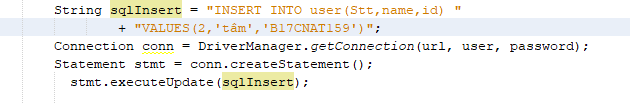 String sqlInsert = "INSERT INTO user(Stt,name,id) "
+ "VALUES(2,'tâm','B17CNAT159')";
Connection conn = DriverManager.getConnection(url, user, password);
Statement stmt = conn.createStatement();
stmt.executeUpdate(sqlInsert);